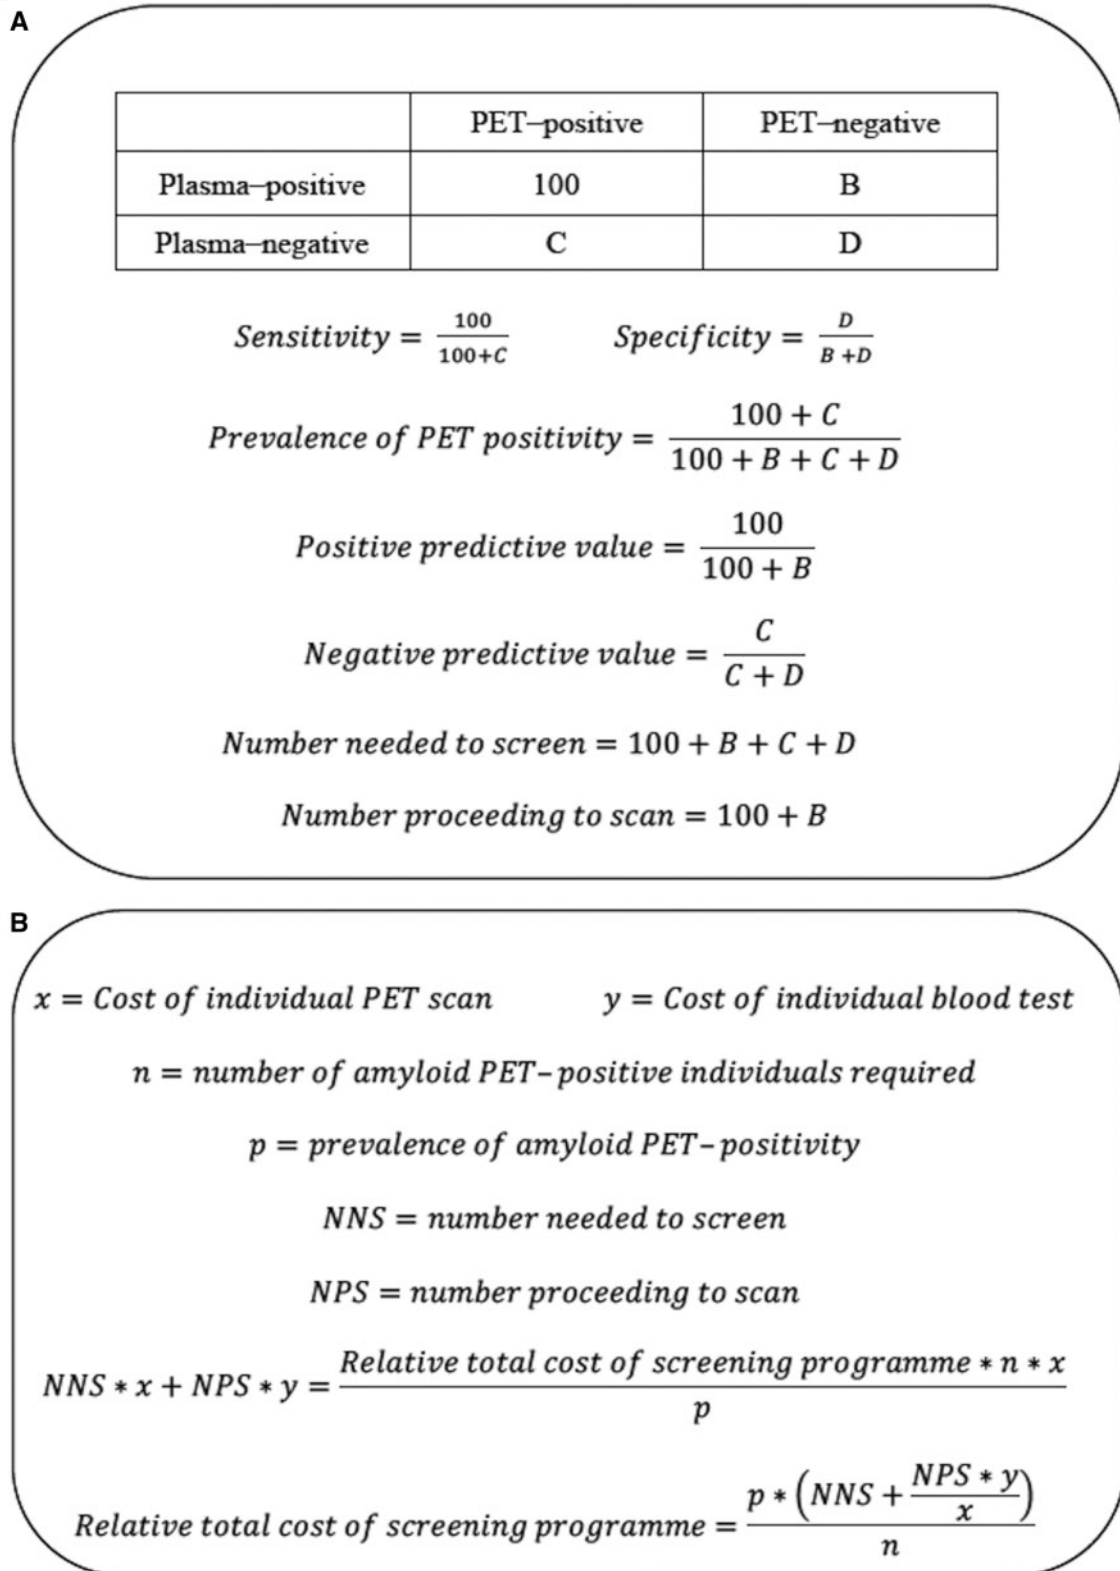 A
PET–positive PET–negative
Plasma–positive 100 B
Plasma–negative C D
Sensitivity = 100 / 100+C Specificity = D / B +D
Prevalence of PET positivity = 100 + C / 100 + B + C + D
Positive predictive value = 100 / 100 + B
Negative predictive value = C / C + D
Number needed to screen = 100 + B + C + D
Number proceeding to scan = 100 + B
B
x = Cost of individual PET scan y = Cost of individual blood test
n = number of amyloid PET–positive individuals required
p = prevalence of amyloid PET–positivity
NNS = number needed to screen
NPS = number proceeding to scan
NNS * x + NPS * y = Relative total cost of screening programme * n * x / p
Relative total cost of screening programme = p * (NNS + NPS * y / x) / n